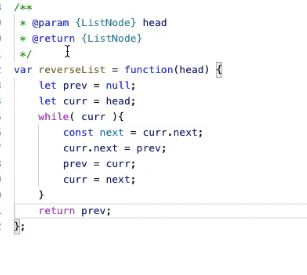 /**
 * @param {ListNode} head
 * @return {ListNode}
 */
var reverseList = function(head) {
    let prev = null;
    let curr = head;
    while( curr ){
        const next = curr.next;
        curr.next = prev;
        prev = curr;
        curr = next;
    }
    return prev;
};